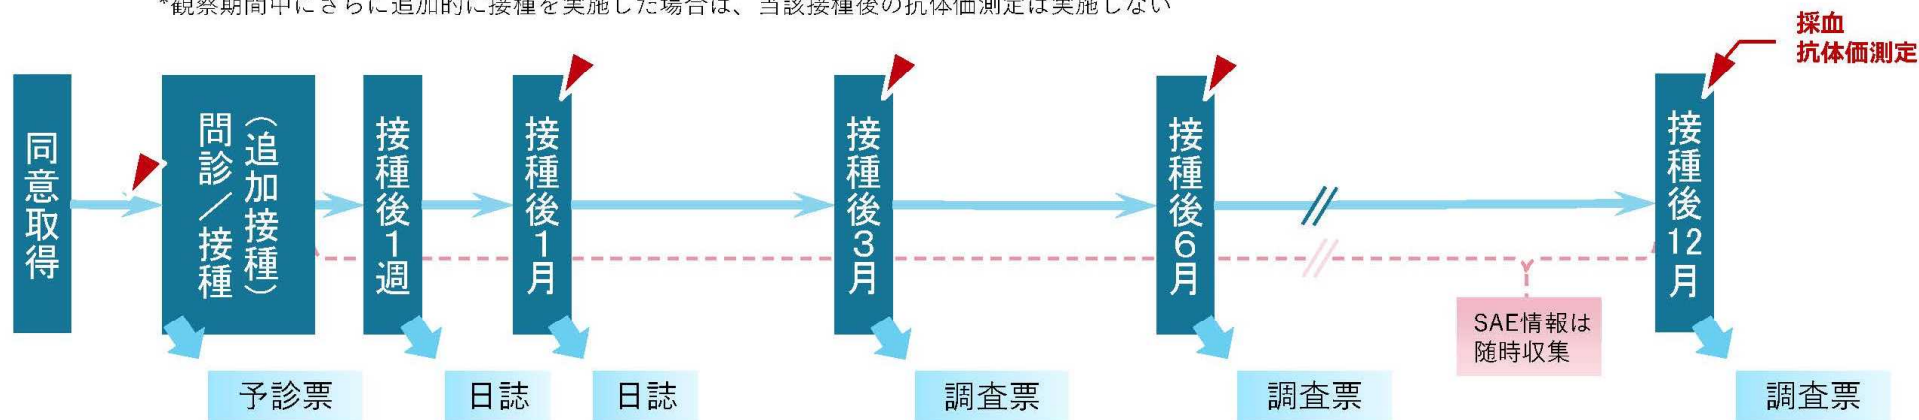 *観察期間中にさらに追加的に接種を実施した場合は、当該接種後の抗体価測定は実施しない
採血
抗体価測定
同意取得
（追加接種）
問診／接種
接種後1週
接種後1月
接種後3月
接種後6月
接種後12月
SAE情報は
随時収集
予診票
日誌
日誌
調査票
調査票
調査票